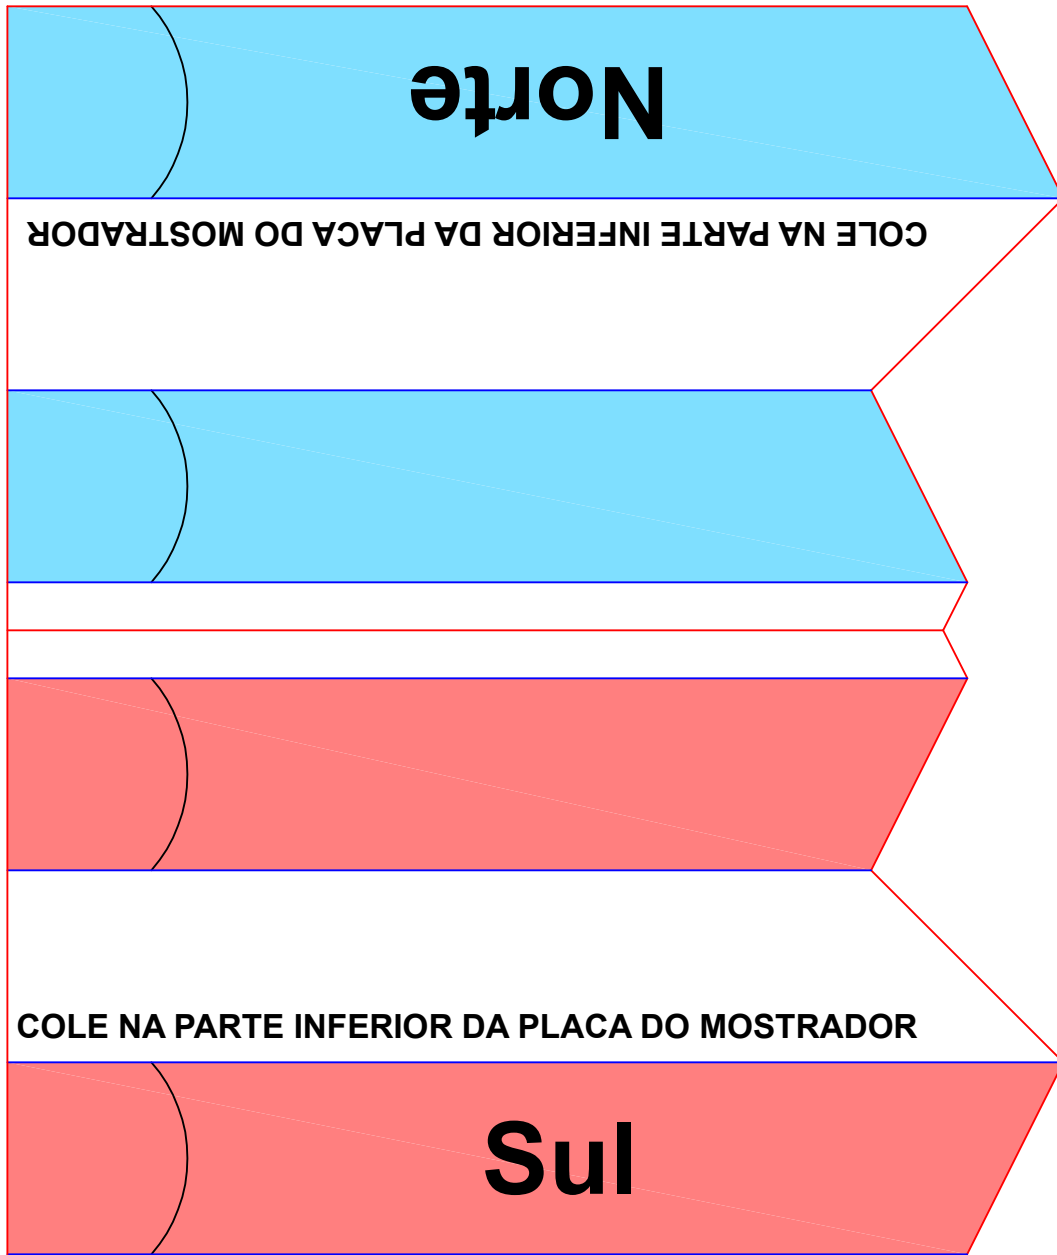 Norte
COLE NA PARTE INFERIOR DA PLACA DO MOSTRADOR
COLE NA PARTE INFERIOR DA PLACA DO MOSTRADOR
Sul